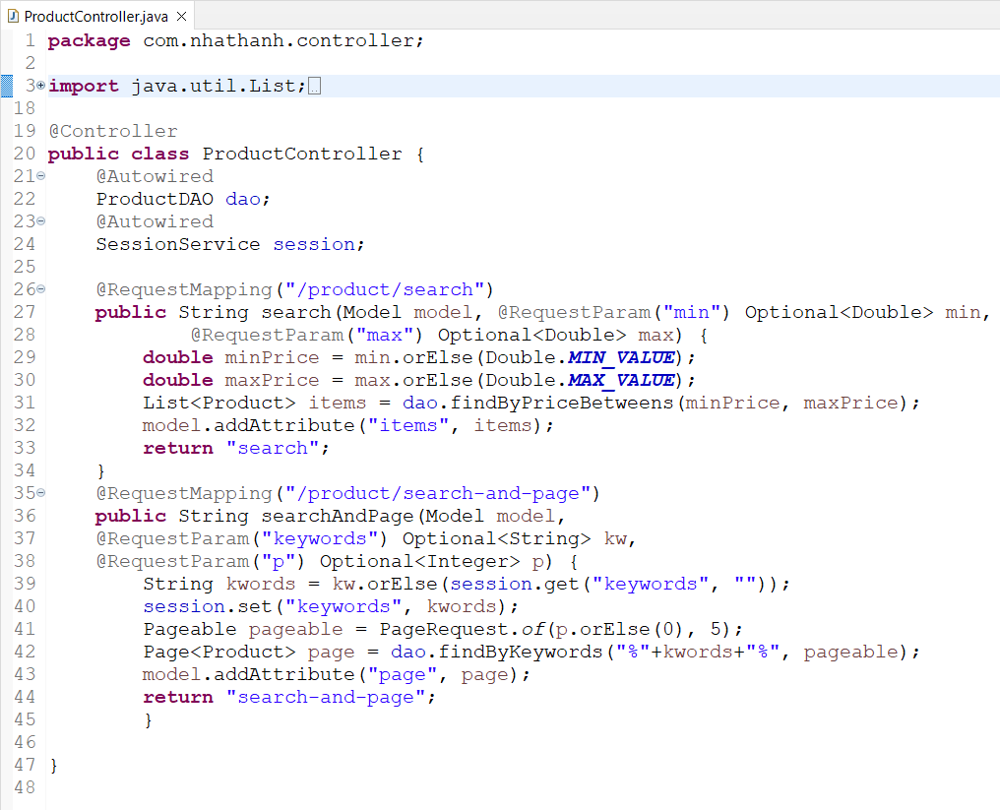 ProductController.java
1 package com.nhathanh.controller;
2
3 import java.util.List;
18
19 @Controller
20 public class ProductController {
21     @Autowired
22     ProductDAO dao;
23     @Autowired
24     SessionService session;
25
26     @RequestMapping("/product/search")
27     public String search(Model model, @RequestParam("min") Optional<Double> min,
28             @RequestParam("max") Optional<Double> max) {
29         double minPrice = min.orElse(Double.MIN_VALUE);
30         double maxPrice = max.orElse(Double.MAX_VALUE);
31         List<Product> items = dao.findByPriceBetweens(minPrice, maxPrice);
32         model.addAttribute("items", items);
33         return "search";
34     }
35     @RequestMapping("/product/search-and-page")
36     public String searchAndPage(Model model,
37     @RequestParam("keywords") Optional<String> kw,
38     @RequestParam("p") Optional<Integer> p) {
39         String kwords = kw.orElse(session.get("keywords", ""));
40         session.set("keywords", kwords);
41         Pageable pageable = PageRequest.of(p.orElse(0), 5);
42         Page<Product> page = dao.findByKeywords("%"+kwords+"%", pageable);
43         model.addAttribute("page", page);
44         return "search-and-page";
45         }
46
47 }
48